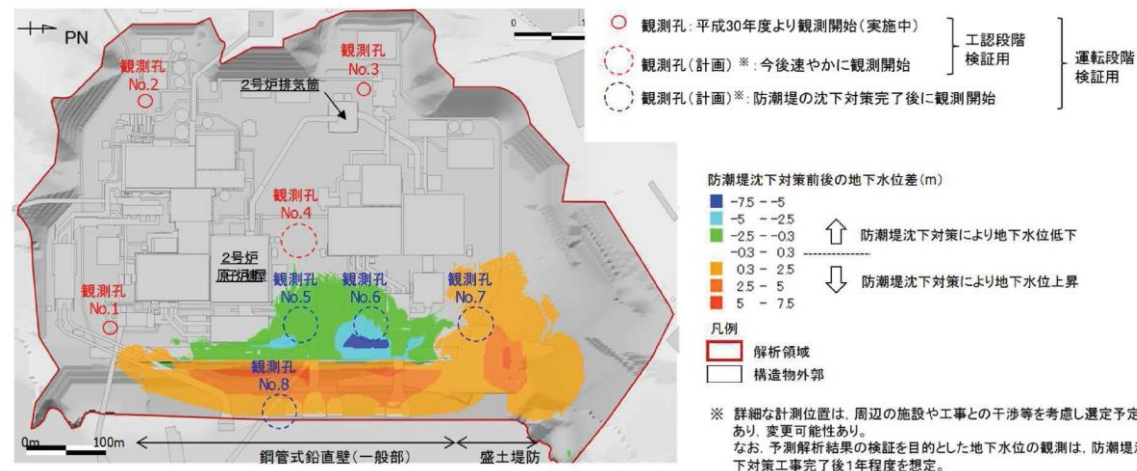 PN
0
1
観測孔
No.2
観測孔
No.3
2号炉排気筒
観測孔
No.4
2号炉
観測孔
No.5
観測孔
No.6
観測孔
No.7
観測孔
No.1
観測孔
No.8
0m
100m
鋼管式鉛直壁(一般部)
盛土堤防
観測孔:平成30年度より観測開始(実施中)
観測孔(計画)※:今後速やかに観測開始
観測孔(計画)※:防潮堤の沈下対策完了後に観測開始
工認段階
検証用
運転段階
検証用
防潮堤沈下対策前後の地下水位差(m)
-7.5 - -5
-5 - -2.5
-2.5 - -0.3
-0.3 - 0.3
0.3 - 2.5
2.5 - 5
5 - 7.5
防潮堤沈下対策により地下水位低下
防潮堤沈下対策により地下水位上昇
凡例
解析領域
構造物外郭
※ 詳細な計測位置は,周辺の施設や工事との干渉等を考慮し選定予定
あり,変更可能性あり。
なお,予測解析結果の検証を目的とした地下水位の観測は,防潮堤沈
下対策工事完了後1年程度を想定。